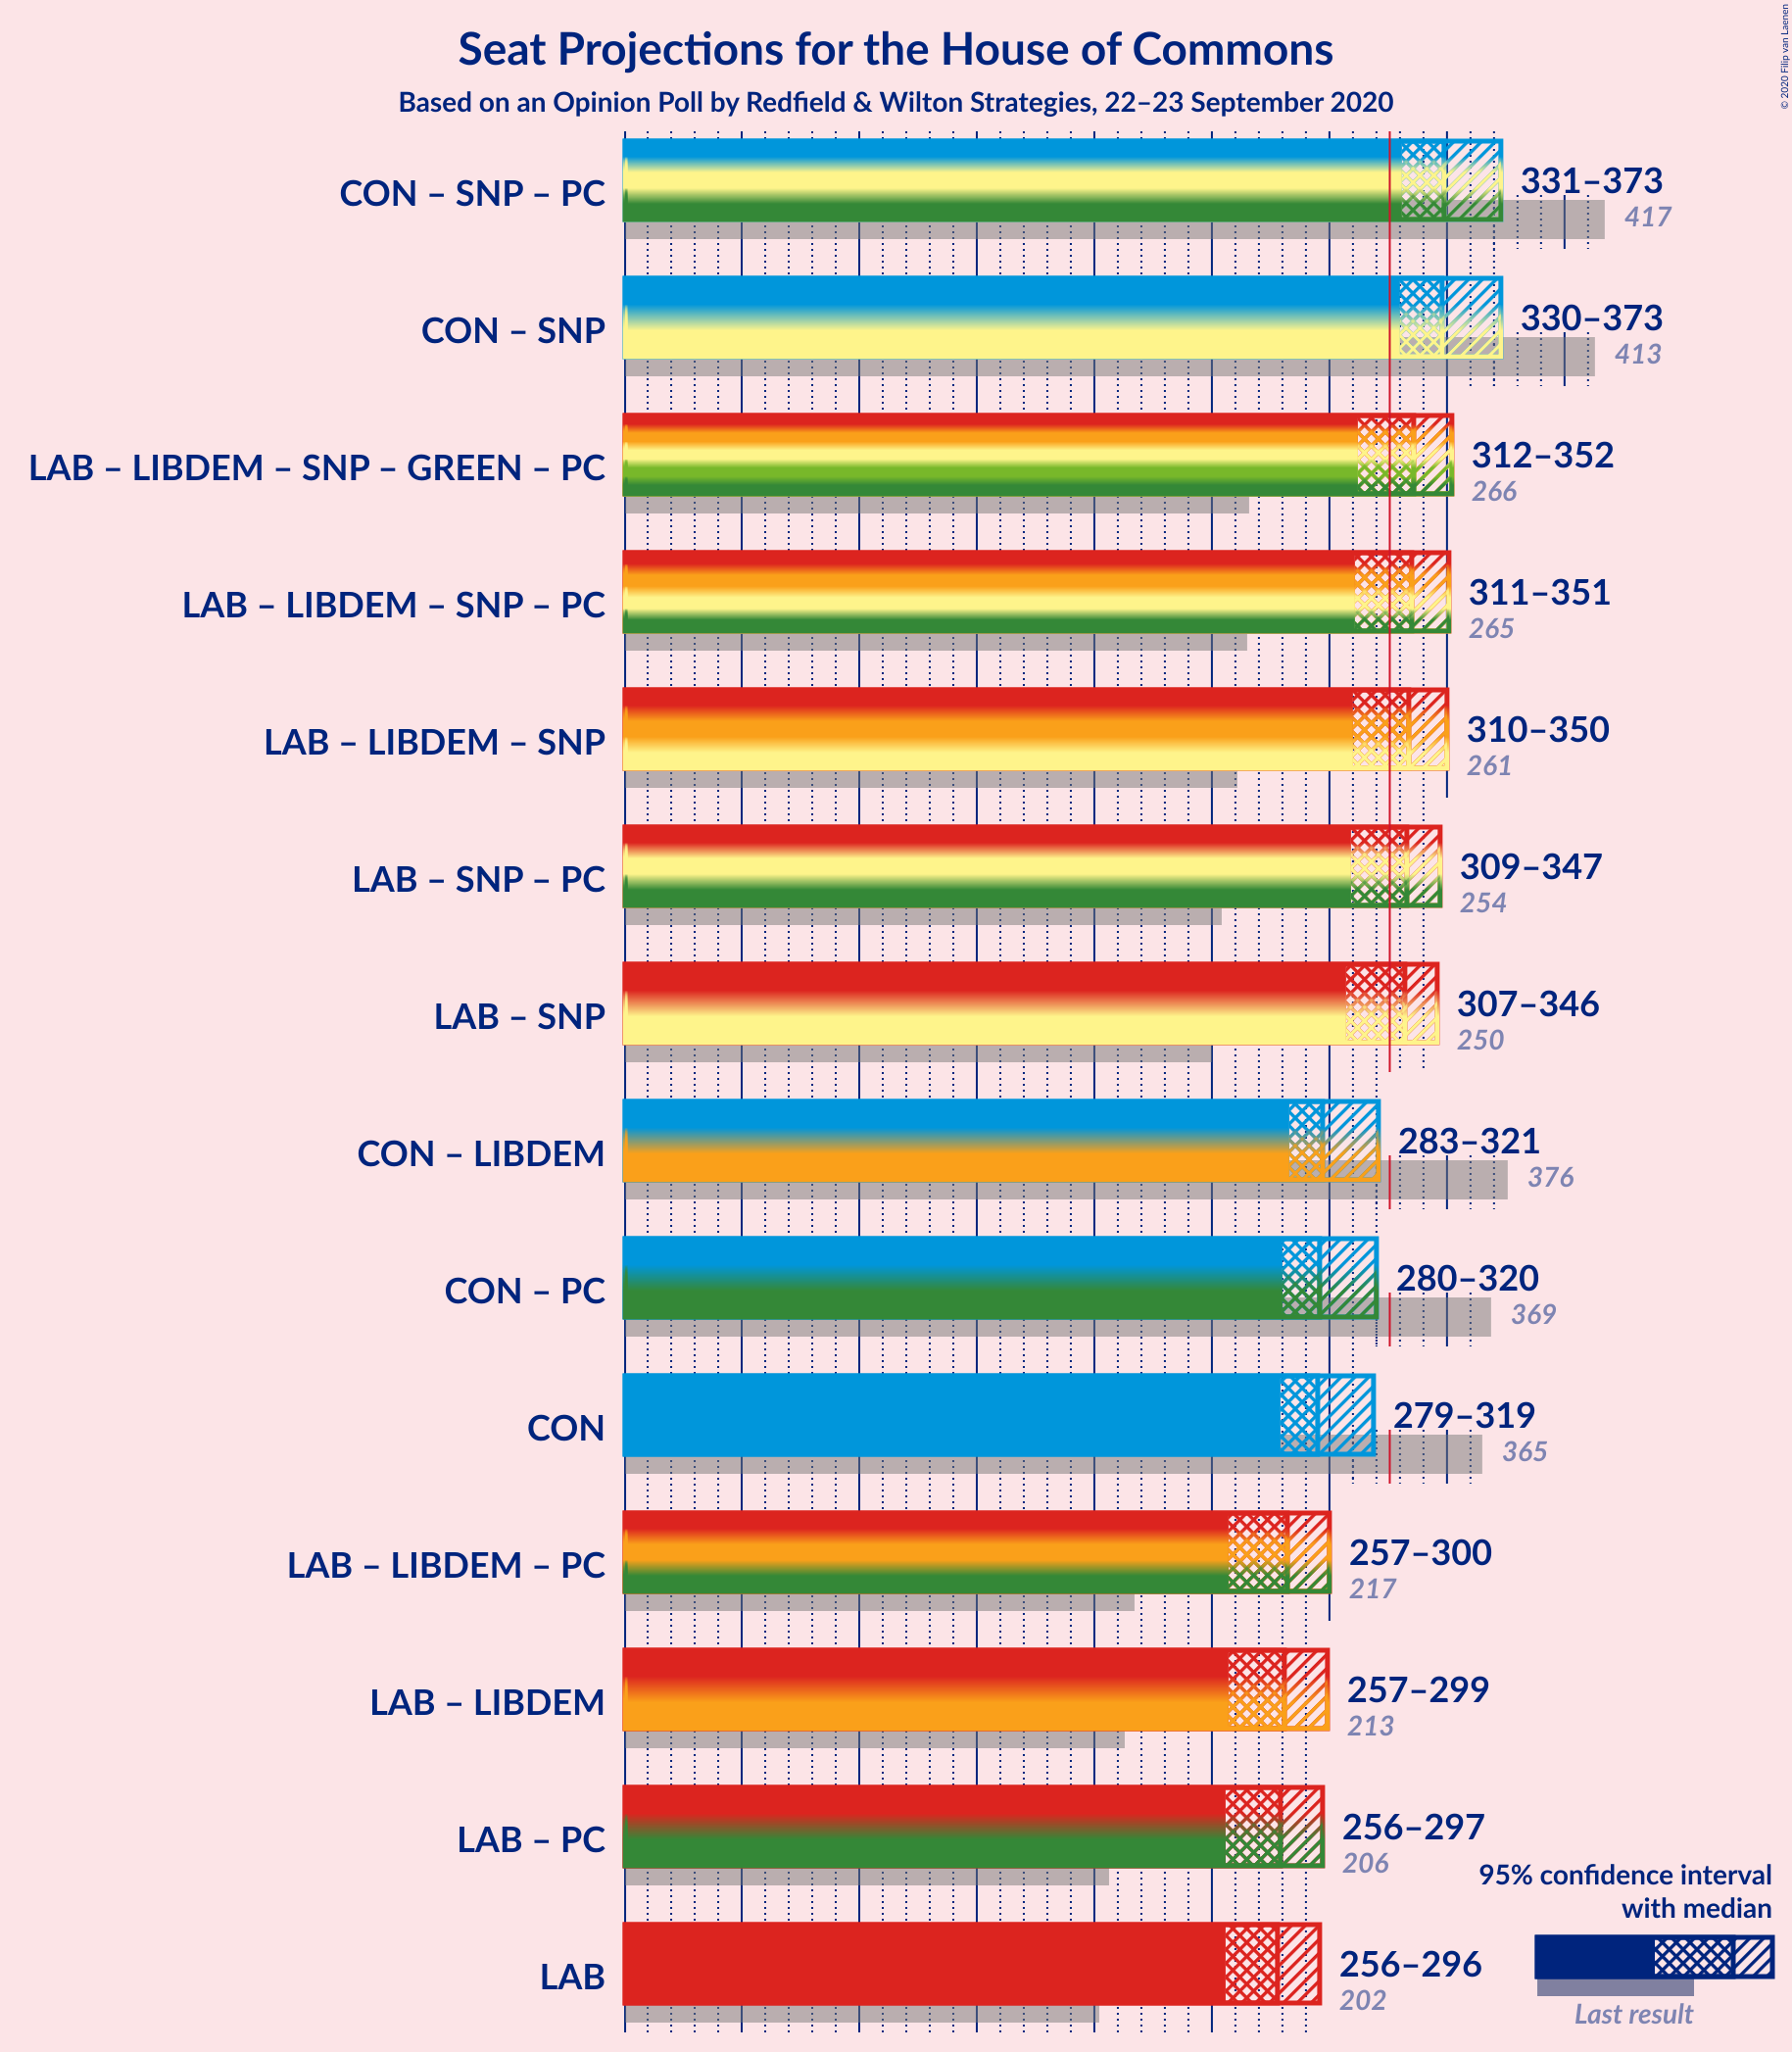 Seat Projections for the House of Commons
Based on an Opinion Poll by Redfield & Wilton Strategies, 22–23 September 2020
© 2020 Filip van Laenen
CON – SNP – PC
331–373
417
CON – SNP
330–373
413
LAB – LIBDEM – SNP – GREEN – PC
312–352
266
LAB – LIBDEM – SNP – PC
311–351
265
LAB – LIBDEM – SNP
310–350
261
LAB – SNP – PC
309–347
254
LAB – SNP
307–346
250
CON – LIBDEM
283–321
376
CON – PC
280–320
369
CON
279–319
365
LAB – LIBDEM – PC
257–300
217
LAB – LIBDEM
257–299
213
LAB – PC
256–297
206
LAB
256–296
202
95% confidence interval
with median
Last result